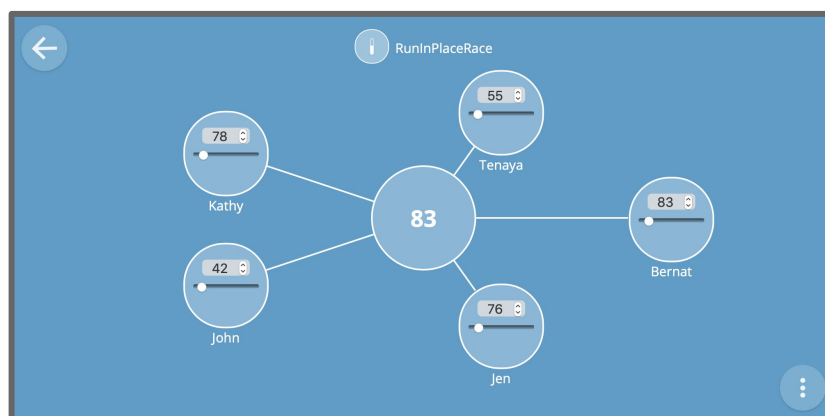 RunInPlaceRace
55
Tenaya
78
Kathy
83
83
Bernat
42
John
76
Jen